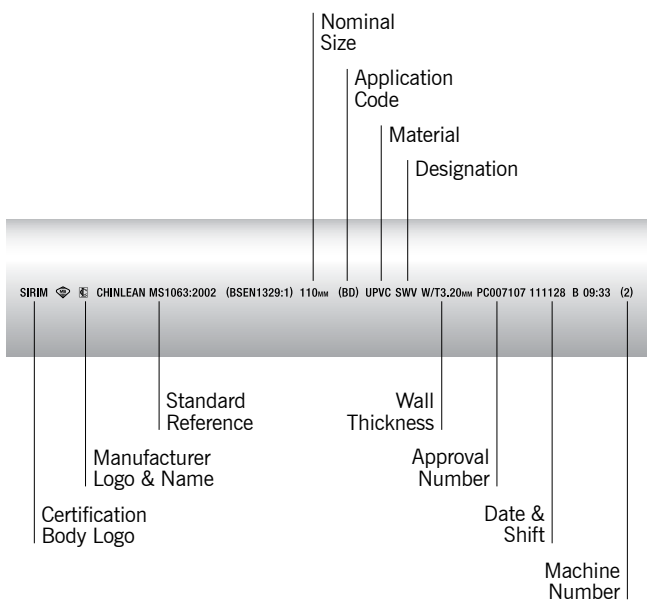 Nominal
Size
Application
Code
Material
Designation
SIRIM CHINLEAN MS1063:2002 (BSEN1329:1) 110MM (BD) UPVC SWV W/T3.20MM PC007107 111128 B 09:33 (2)
Standard
Reference
Wall
Thickness
Manufacturer
Logo & Name
Approval
Number
Certification
Body Logo
Date &
Shift
Machine
Number